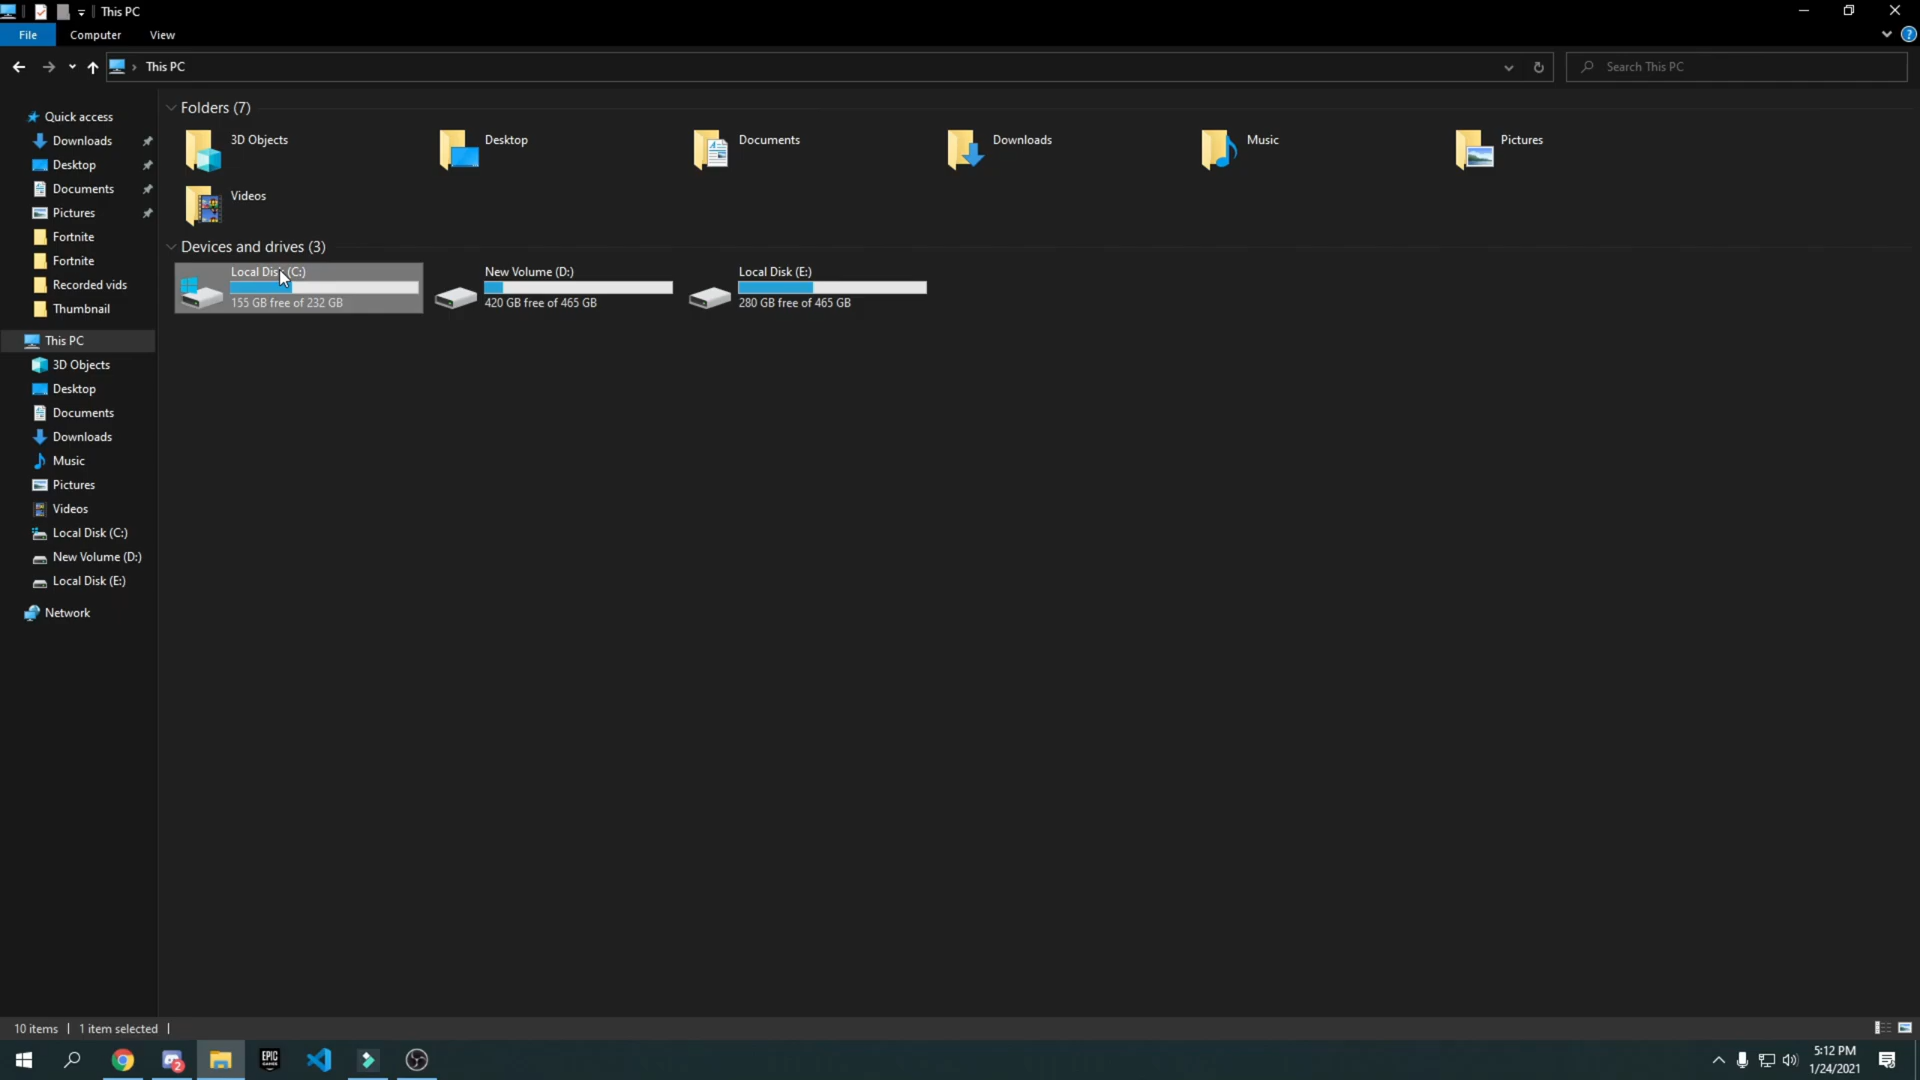 This PC
File Computer View
This PC
Search This PC
Quick access
Downloads
Desktop
Documents
Pictures
Fortnite
Fortnite
Recorded vids
Thumbnail
This PC
3D Objects
Desktop
Documents
Downloads
Music
Pictures
Videos
Local Disk (C:)
New Volume (D:)
Local Disk (E:)
Network
Folders (7)
3D Objects
Desktop
Documents
Downloads
Music
Pictures
Videos
Devices and drives (3)
Local Disk (C:)
155 GB free of 232 GB
New Volume (D:)
420 GB free of 465 GB
Local Disk (E:)
280 GB free of 465 GB
10 items
1 item selected
EPIC
GAMES
2
5:12 PM
1/24/2021